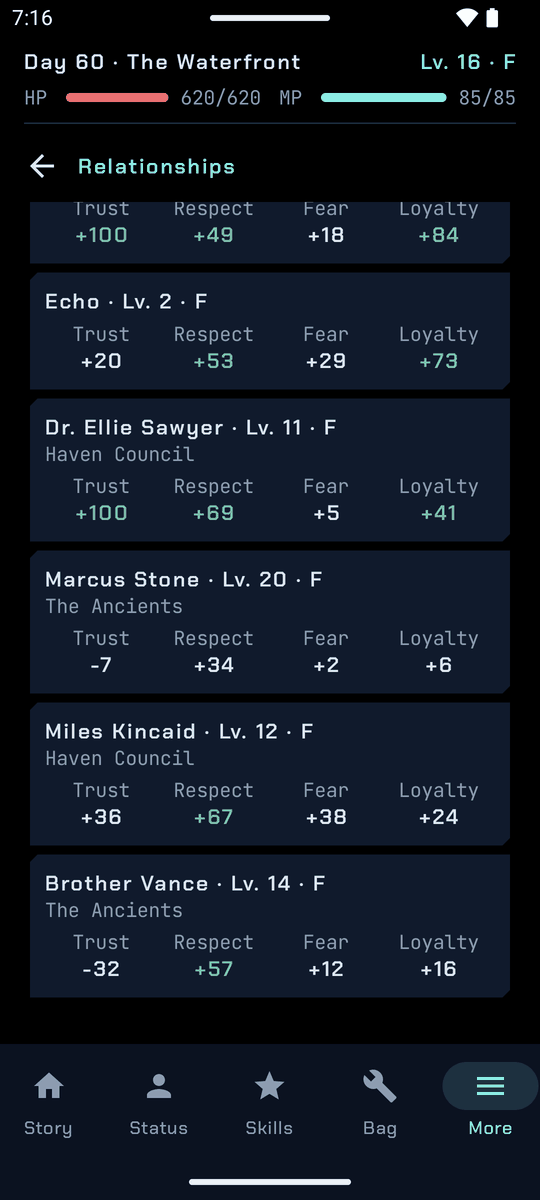 7:16
Day 60 · The Waterfront Lv. 16 · F
HP 620/620 MP 85/85
Relationships
Trust Respect Fear Loyalty
+100 +49 +18 +84
Echo · Lv. 2 · F
Trust Respect Fear Loyalty
+20 +53 +29 +73
Dr. Ellie Sawyer · Lv. 11 · F
Haven Council
Trust Respect Fear Loyalty
+100 +69 +5 +41
Marcus Stone · Lv. 20 · F
The Ancients
Trust Respect Fear Loyalty
-7 +34 +2 +6
Miles Kincaid · Lv. 12 · F
Haven Council
Trust Respect Fear Loyalty
+36 +67 +38 +24
Brother Vance · Lv. 14 · F
The Ancients
Trust Respect Fear Loyalty
-32 +57 +12 +16
Story Status Skills Bag More